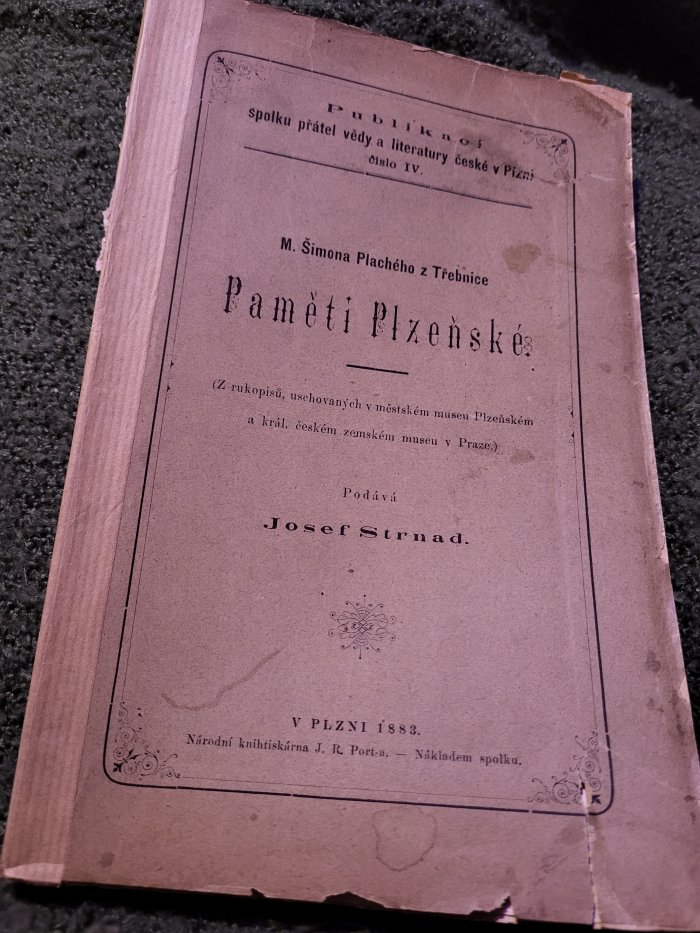 Publikací
spolku přátel vědy a literatury české v Plzni
číslo IV.
M. Šimona Plachého z Třebnice
Paměti Plzeňské.
(Z rukopisů, uschovaných v městském museu Plzeňském
a král. českém zemském museu v Praze.)
Podává
Josef Strnad.
V PLZNI 1883.
Národní knihtiskárna J. R. Port-a. — Nákladem spolku.